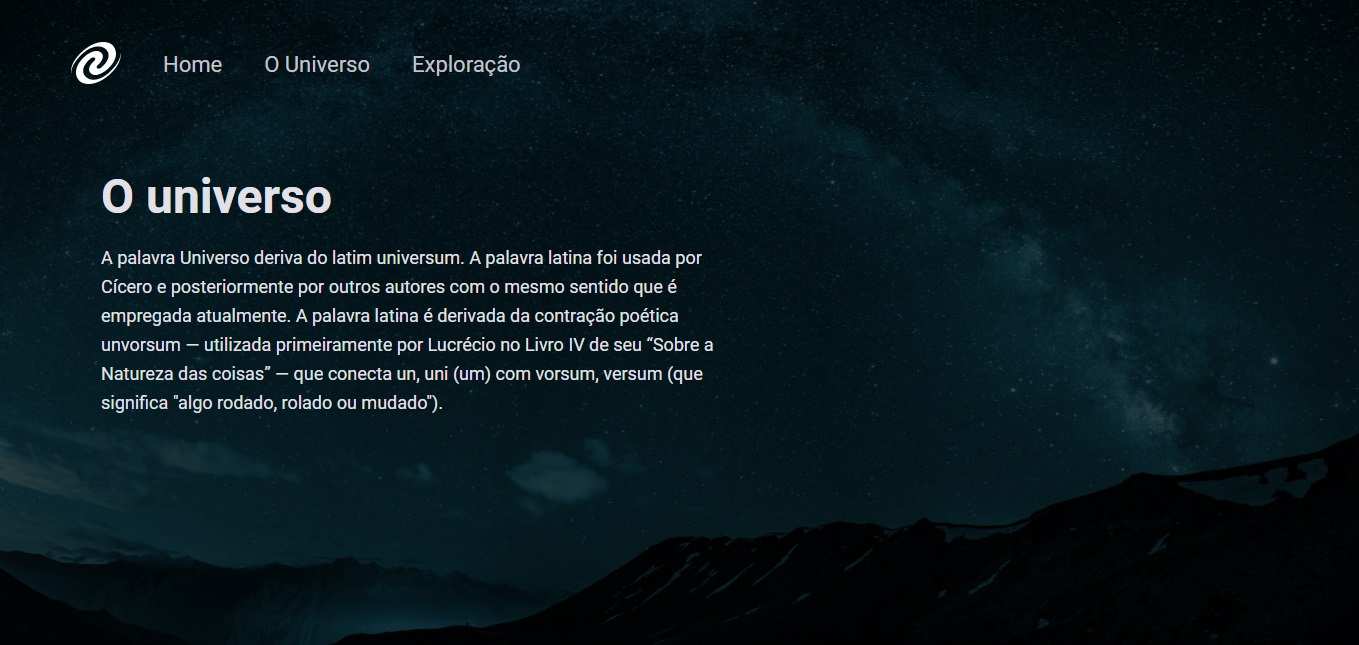 Home
O Universo
Exploração
O universo
A palavra Universo deriva do latim universum. A palavra latina foi usada por
Cícero e posteriormente por outros autores com o mesmo sentido que é
empregada atualmente. A palavra latina é derivada da contração poética
unvorsum — utilizada primeiramente por Lucrécio no Livro IV de seu “Sobre a
Natureza das coisas” — que conecta un, uni (um) com vorsum, versum (que
significa "algo rodado, rolado ou mudado").